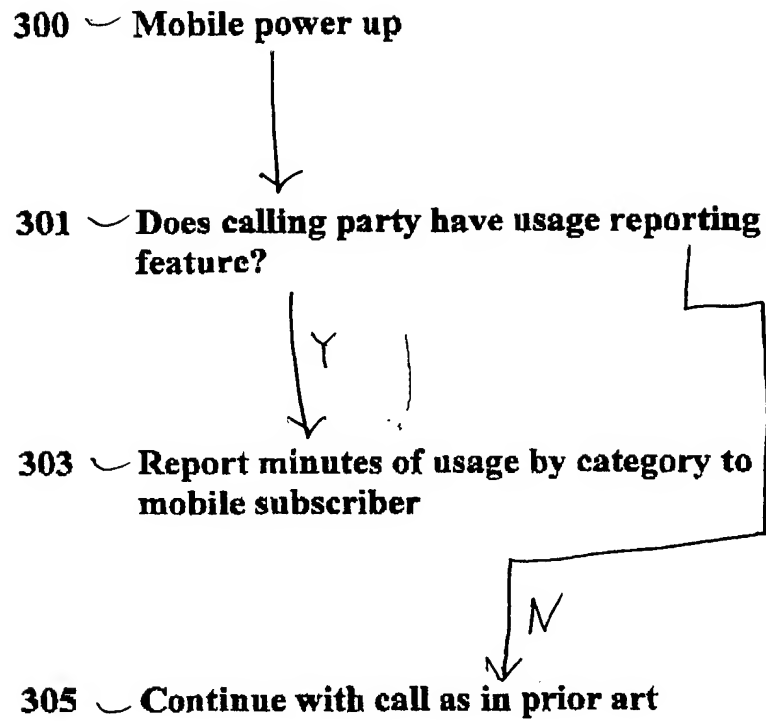 300 Mobile power up
301 Does calling party have usage reporting
feature?
Y
303 Report minutes of usage by category to
mobile subscriber
N
305 Continue with call as in prior art